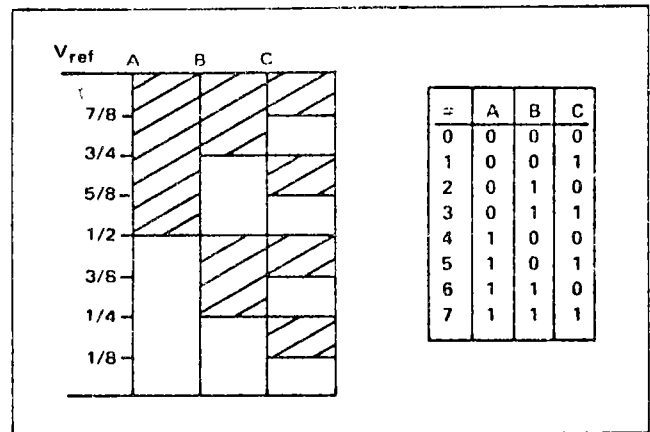 Vref A B C
7/8
3/4
5/8
1/2
3/6
1/4
1/8
= A B C
0 0 0 0
1 0 0 1
2 0 1 0
3 0 1 1
4 1 0 0
5 1 0 1
6 1 1 0
7 1 1 1